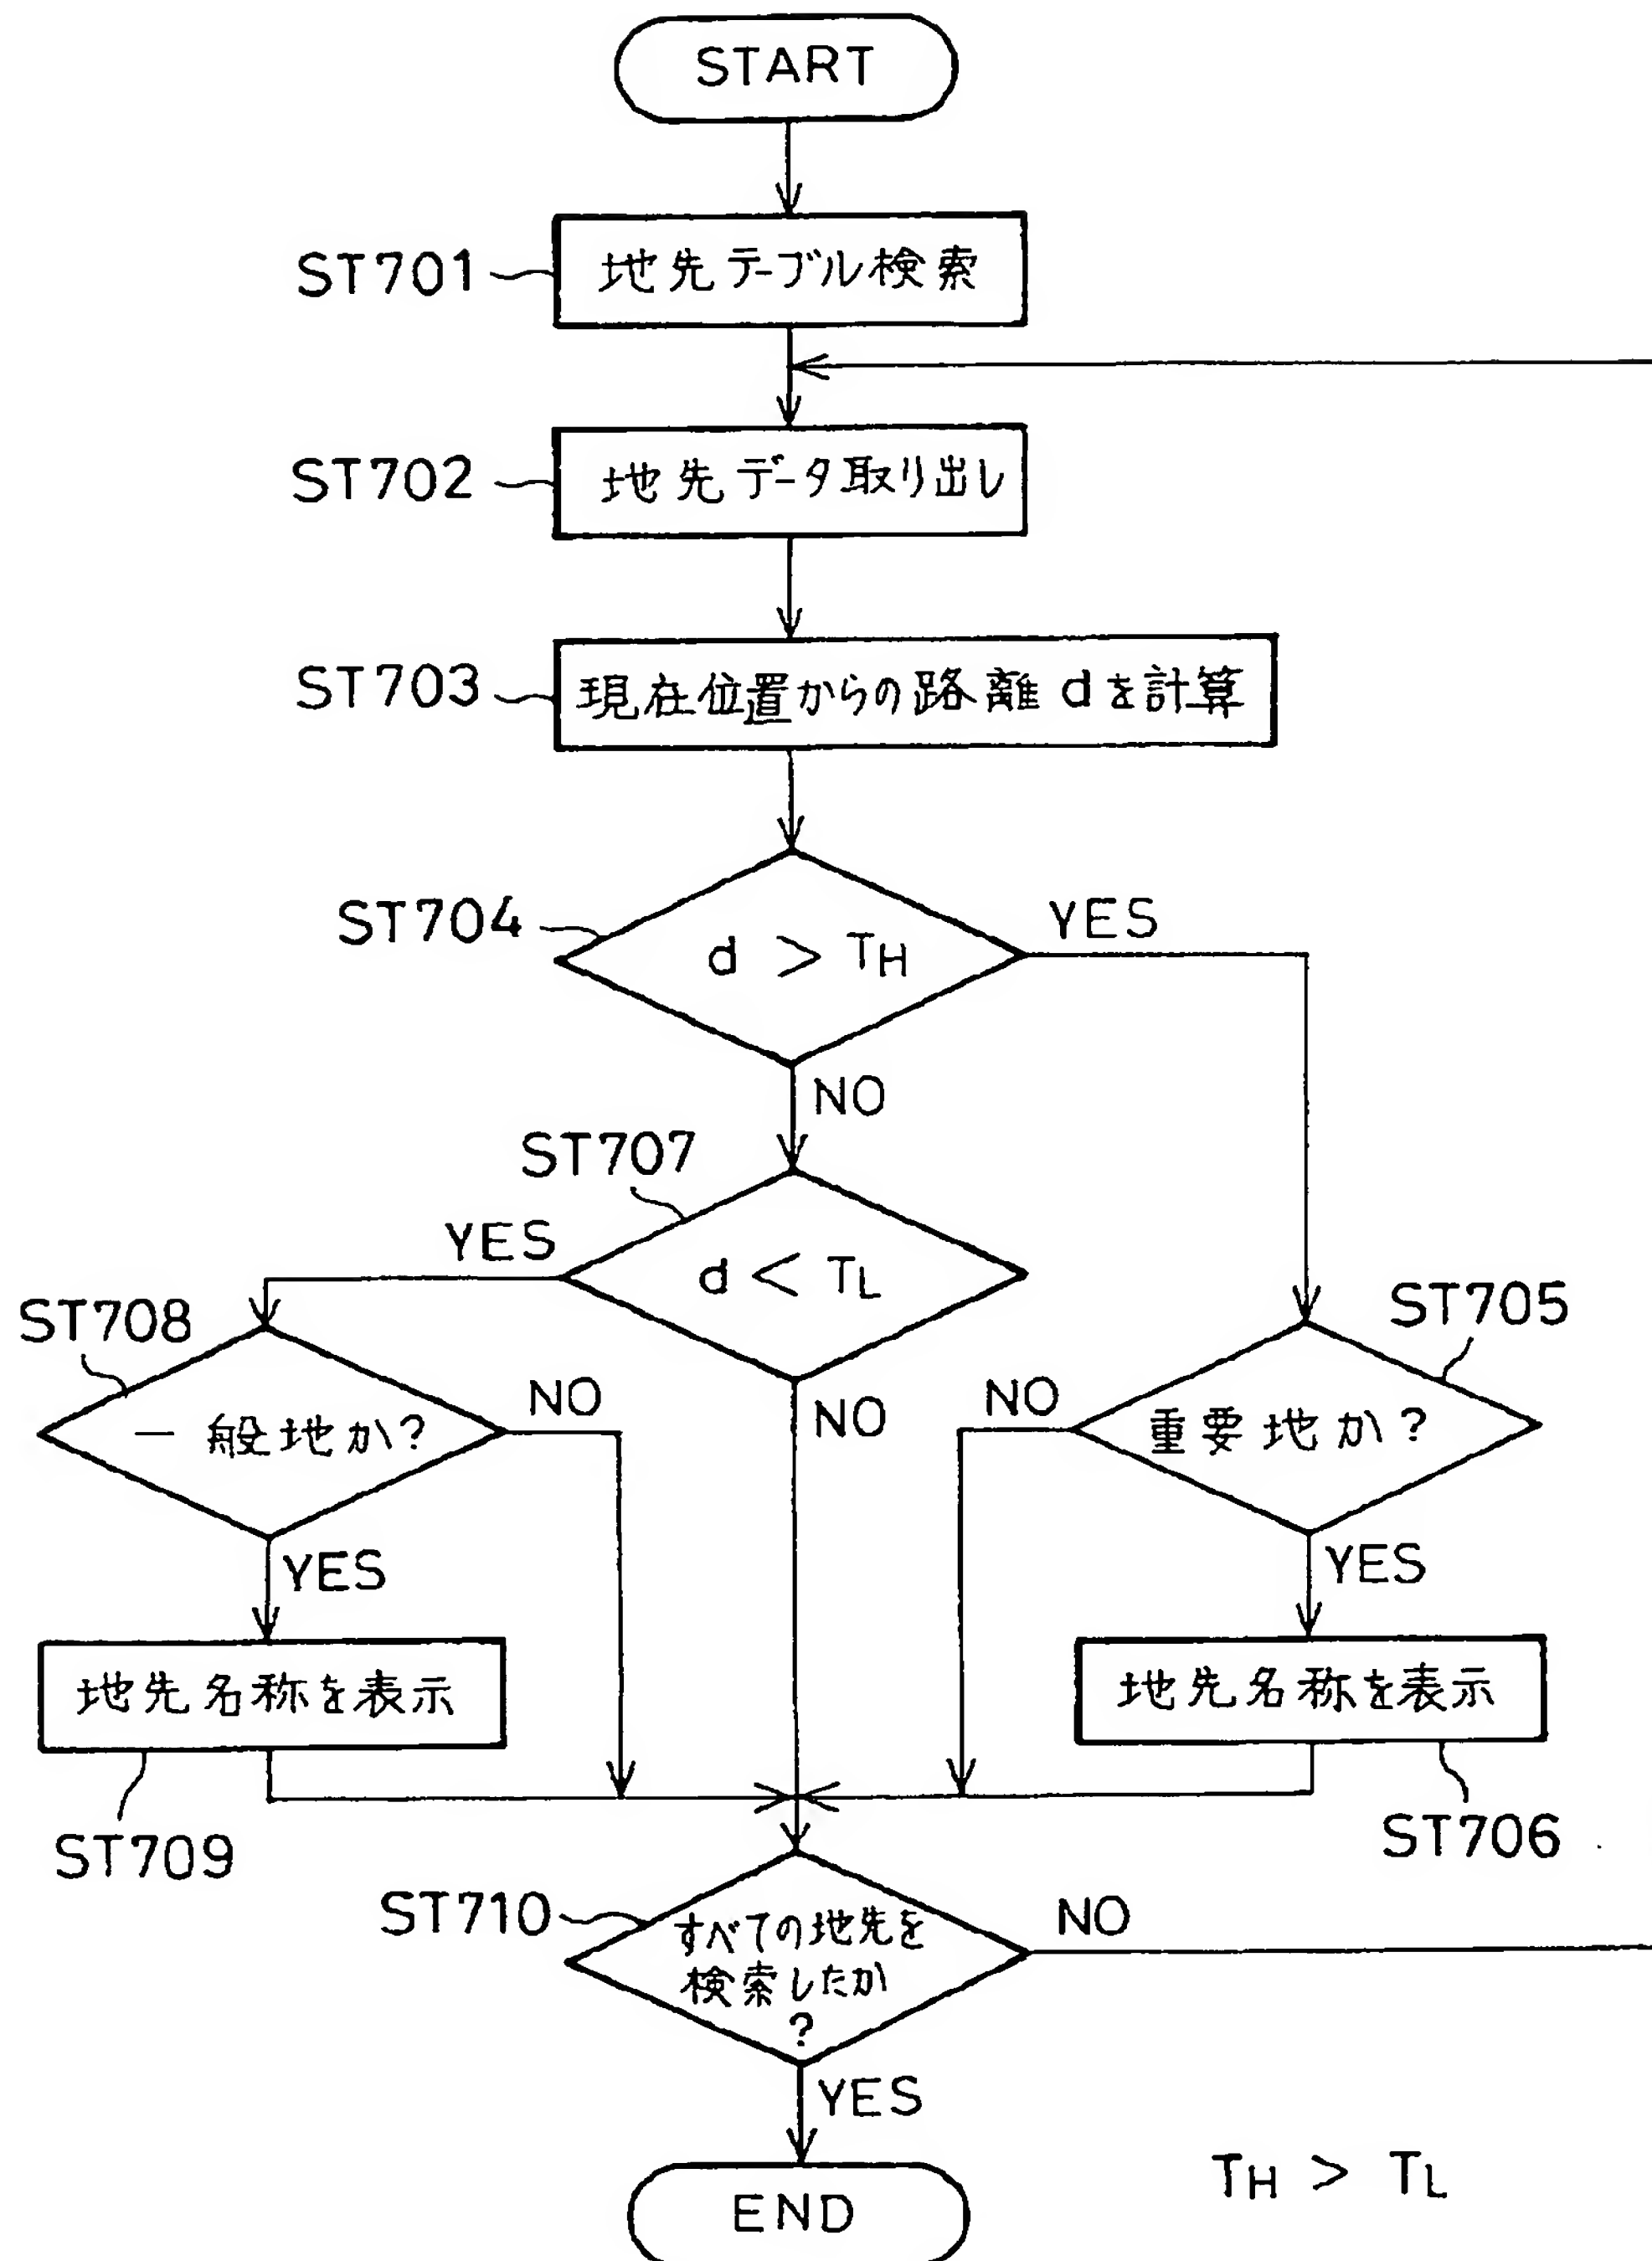 START
ST701
地先テーブル検索
ST702
地先データ取り出し
ST703
現在位置からの路離dを計算
ST704
d > TH
YES
NO
ST707
d < TL
YES
NO
ST708
一般地か?
NO
YES
ST705
重要地か?
NO
YES
地先名称を表示
ST709
地先名称を表示
ST706
ST710
すべての地先を
検索したか
?
NO
YES
END
TH > TL